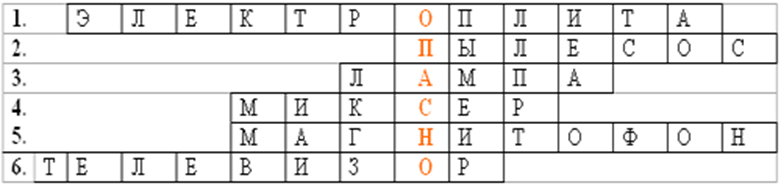 1. ЭЛЕКТРОПЛИТА
2. ПЫЛЕСОС
3. ЛАМПА
4. МИКСЕР
5. МАГНИТОФОН
6. ТЕЛЕВИЗОР